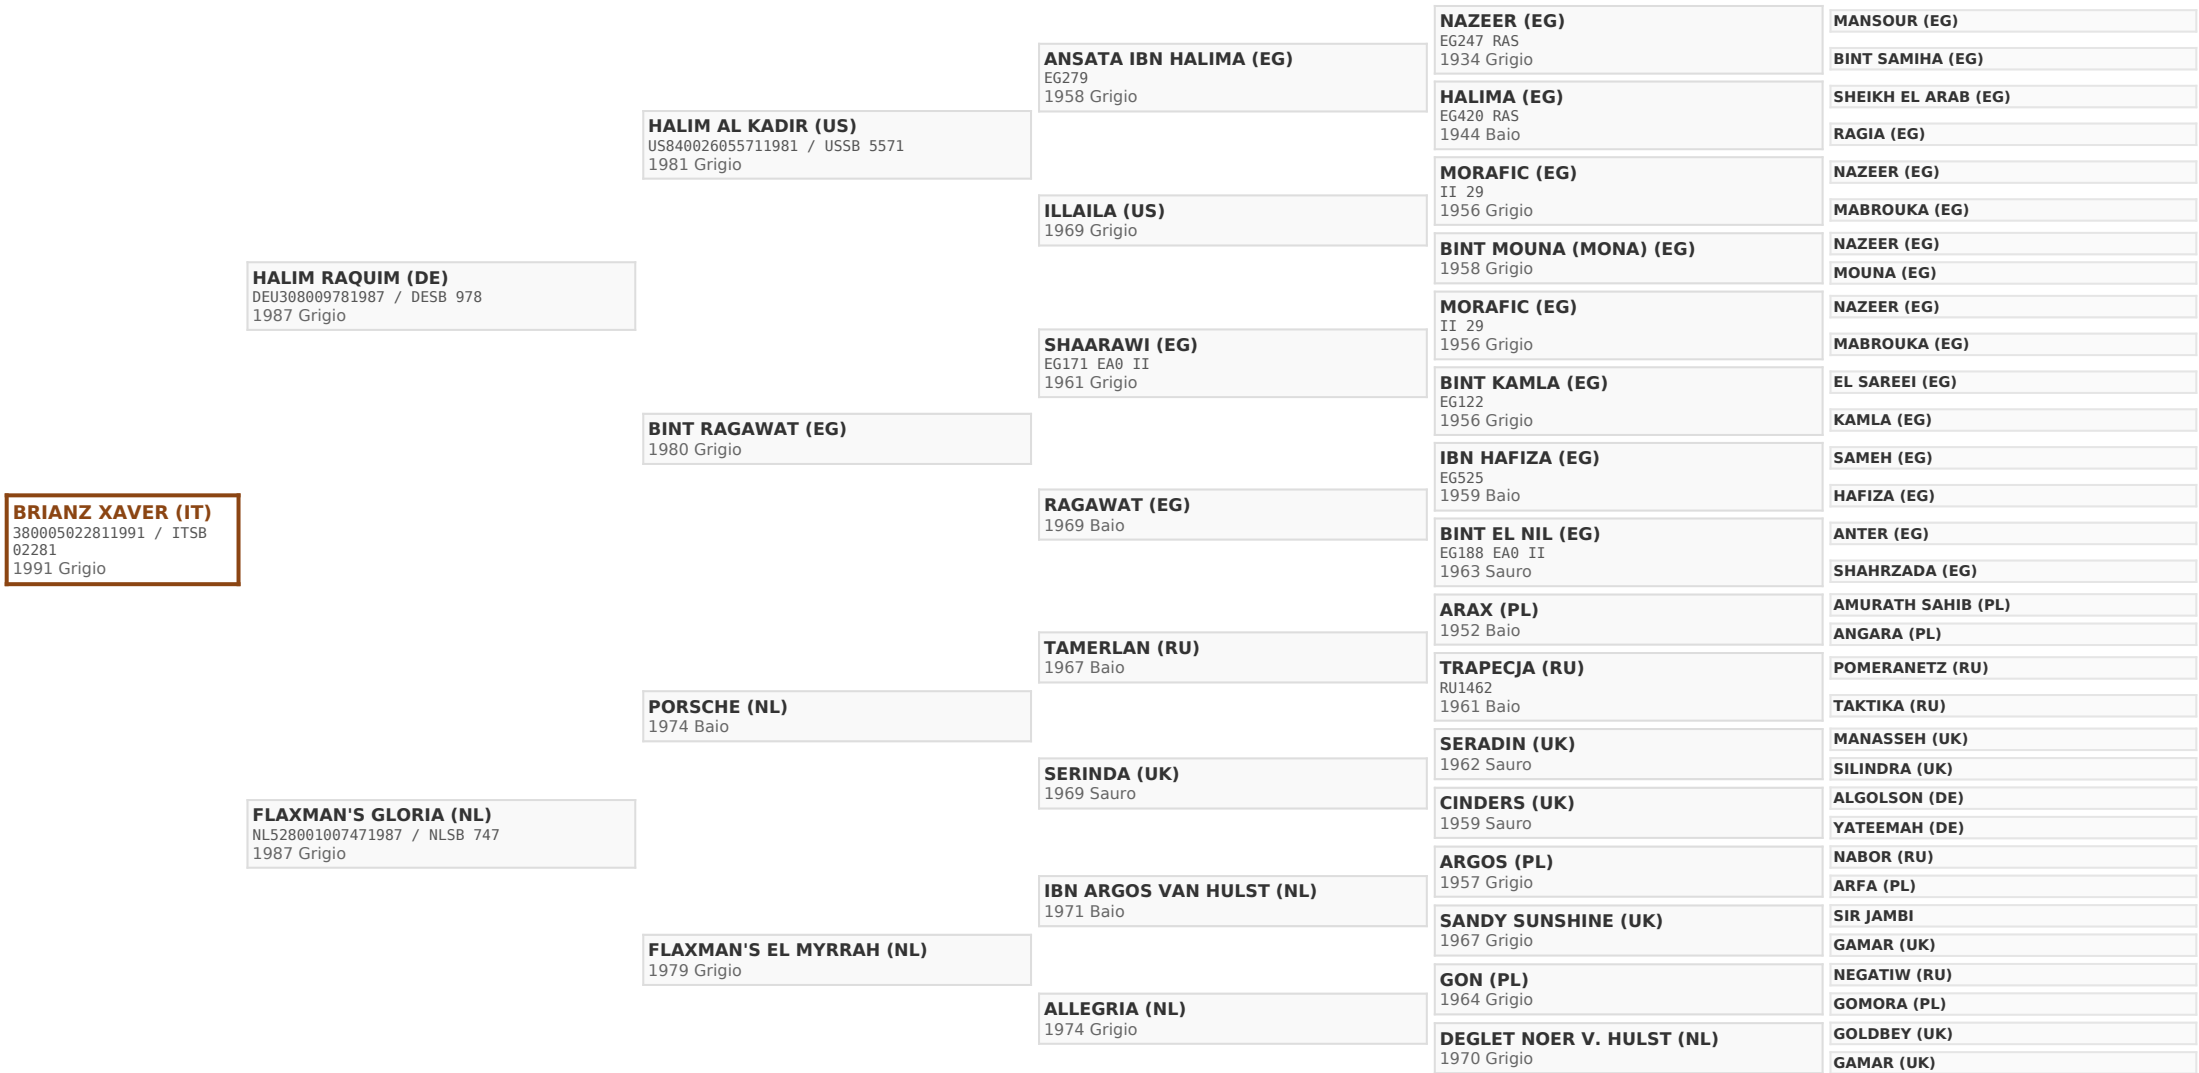 BRIANZ XAVER (IT)
380005022811991 / ITSB
02281
1991 Grigio
HALIM RAQUIM (DE)
DEU308009781987 / DESB 978
1987 Grigio
FLAXMAN'S GLORIA (NL)
NL528001007471987 / NLSB 747
1987 Grigio
HALIM AL KADIR (US)
US840026055711981 / USSB 5571
1981 Grigio
BINT RAGAWAT (EG)
1980 Grigio
PORSCHE (NL)
1974 Baio
FLAXMAN'S EL MYRRAH (NL)
1979 Grigio
ANSATA IBN HALIMA (EG)
EG279
1958 Grigio
ILLAILA (US)
1969 Grigio
SHAARAWI (EG)
EG171 EAO II
1961 Grigio
RAGAWAT (EG)
1969 Baio
TAMERLAN (RU)
1967 Baio
SERINDA (UK)
1969 Sauro
IBN ARGOS VAN HULST (NL)
1971 Baio
ALLEGRIA (NL)
1974 Grigio
NAZEER (EG)
EG247 RAS
1934 Grigio
HALIMA (EG)
EG420 RAS
1944 Baio
MORAFIC (EG)
II 29
1956 Grigio
BINT MOUNA (MONA) (EG)
1958 Grigio
MORAFIC (EG)
II 29
1956 Grigio
BINT KAMLA (EG)
EG122
1956 Grigio
IBN HAFIZA (EG)
EG525
1959 Baio
BINT EL NIL (EG)
EG188 EAO II
1963 Sauro
ARAX (PL)
1952 Baio
TRAPECJA (RU)
RU1462
1961 Baio
SERADIN (UK)
1962 Sauro
CINDERS (UK)
1959 Sauro
ARGOS (PL)
1957 Grigio
SANDY SUNSHINE (UK)
1967 Grigio
GON (PL)
1964 Grigio
DEGLET NOER V. HULST (NL)
1970 Grigio
MANSOUR (EG)
BINT SAMIHA (EG)
SHEIKH EL ARAB (EG)
RAGIA (EG)
NAZEER (EG)
MABROUKA (EG)
NAZEER (EG)
MOUNA (EG)
NAZEER (EG)
MABROUKA (EG)
EL SAREEI (EG)
KAMLA (EG)
SAMEH (EG)
HAFIZA (EG)
ANTER (EG)
SHAHRZADA (EG)
AMURATH SAHIB (PL)
ANGARA (PL)
POMERANETZ (RU)
TAKTIKA (RU)
MANASSEH (UK)
SILINDRA (UK)
ALGOLSON (DE)
YATEEMAH (DE)
NABOR (RU)
ARFA (PL)
SIR JAMBI
GAMAR (UK)
NEGATIW (RU)
GOMORA (PL)
GOLDBEY (UK)
GAMAR (UK)